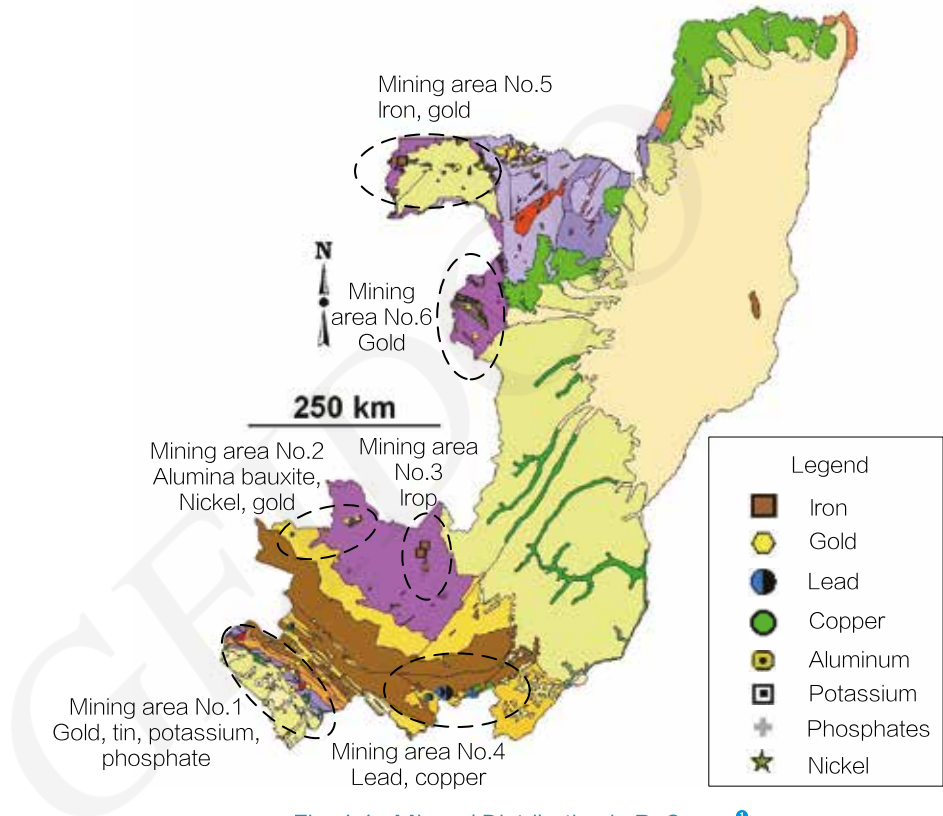 Mining area No.5
Iron, gold
N
Mining
area No.6
Gold
250 km
Mining area No.2
Alumina bauxite,
Nickel, gold
Mining area
No.3
Irop
Legend
Iron
Gold
Lead
Copper
Aluminum
Potassium
Phosphates
Nickel
Mining area No.1
Gold, tin, potassium,
phosphate
Mining area No.4
Lead, copper